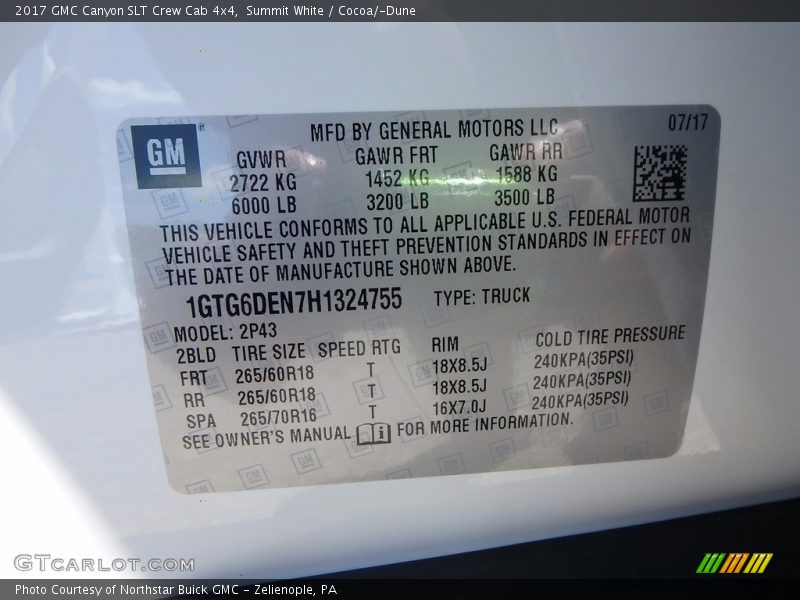 2017 GMC Canyon SLT Crew Cab 4x4,  Summit White / Cocoa/-Dune
GM ® MFD BY GENERAL MOTORS LLC 07/17
GVWR GAWR FRT GAWR RR
2722 KG 1452 KG 1588 KG
6000 LB 3200 LB 3500 LB
THIS VEHICLE CONFORMS TO ALL APPLICABLE U.S. FEDERAL MOTOR
VEHICLE SAFETY AND THEFT PREVENTION STANDARDS IN EFFECT ON
THE DATE OF MANUFACTURE SHOWN ABOVE.
1GTG6DEN7H1324755 TYPE: TRUCK
MODEL: 2P43
2BLD TIRE SIZE SPEED RTG RIM COLD TIRE PRESSURE
FRT 265/60R18 T 18X8.5J 240KPA(35PSI)
RR 265/60R18 T 18X8.5J 240KPA(35PSI)
SPA 265/70R16 T 16X7.0J 240KPA(35PSI)
SEE OWNER'S MANUAL i FOR MORE INFORMATION.
GTCARLOT.COM
Photo Courtesy of Northstar Buick GMC - Zelienople, PA